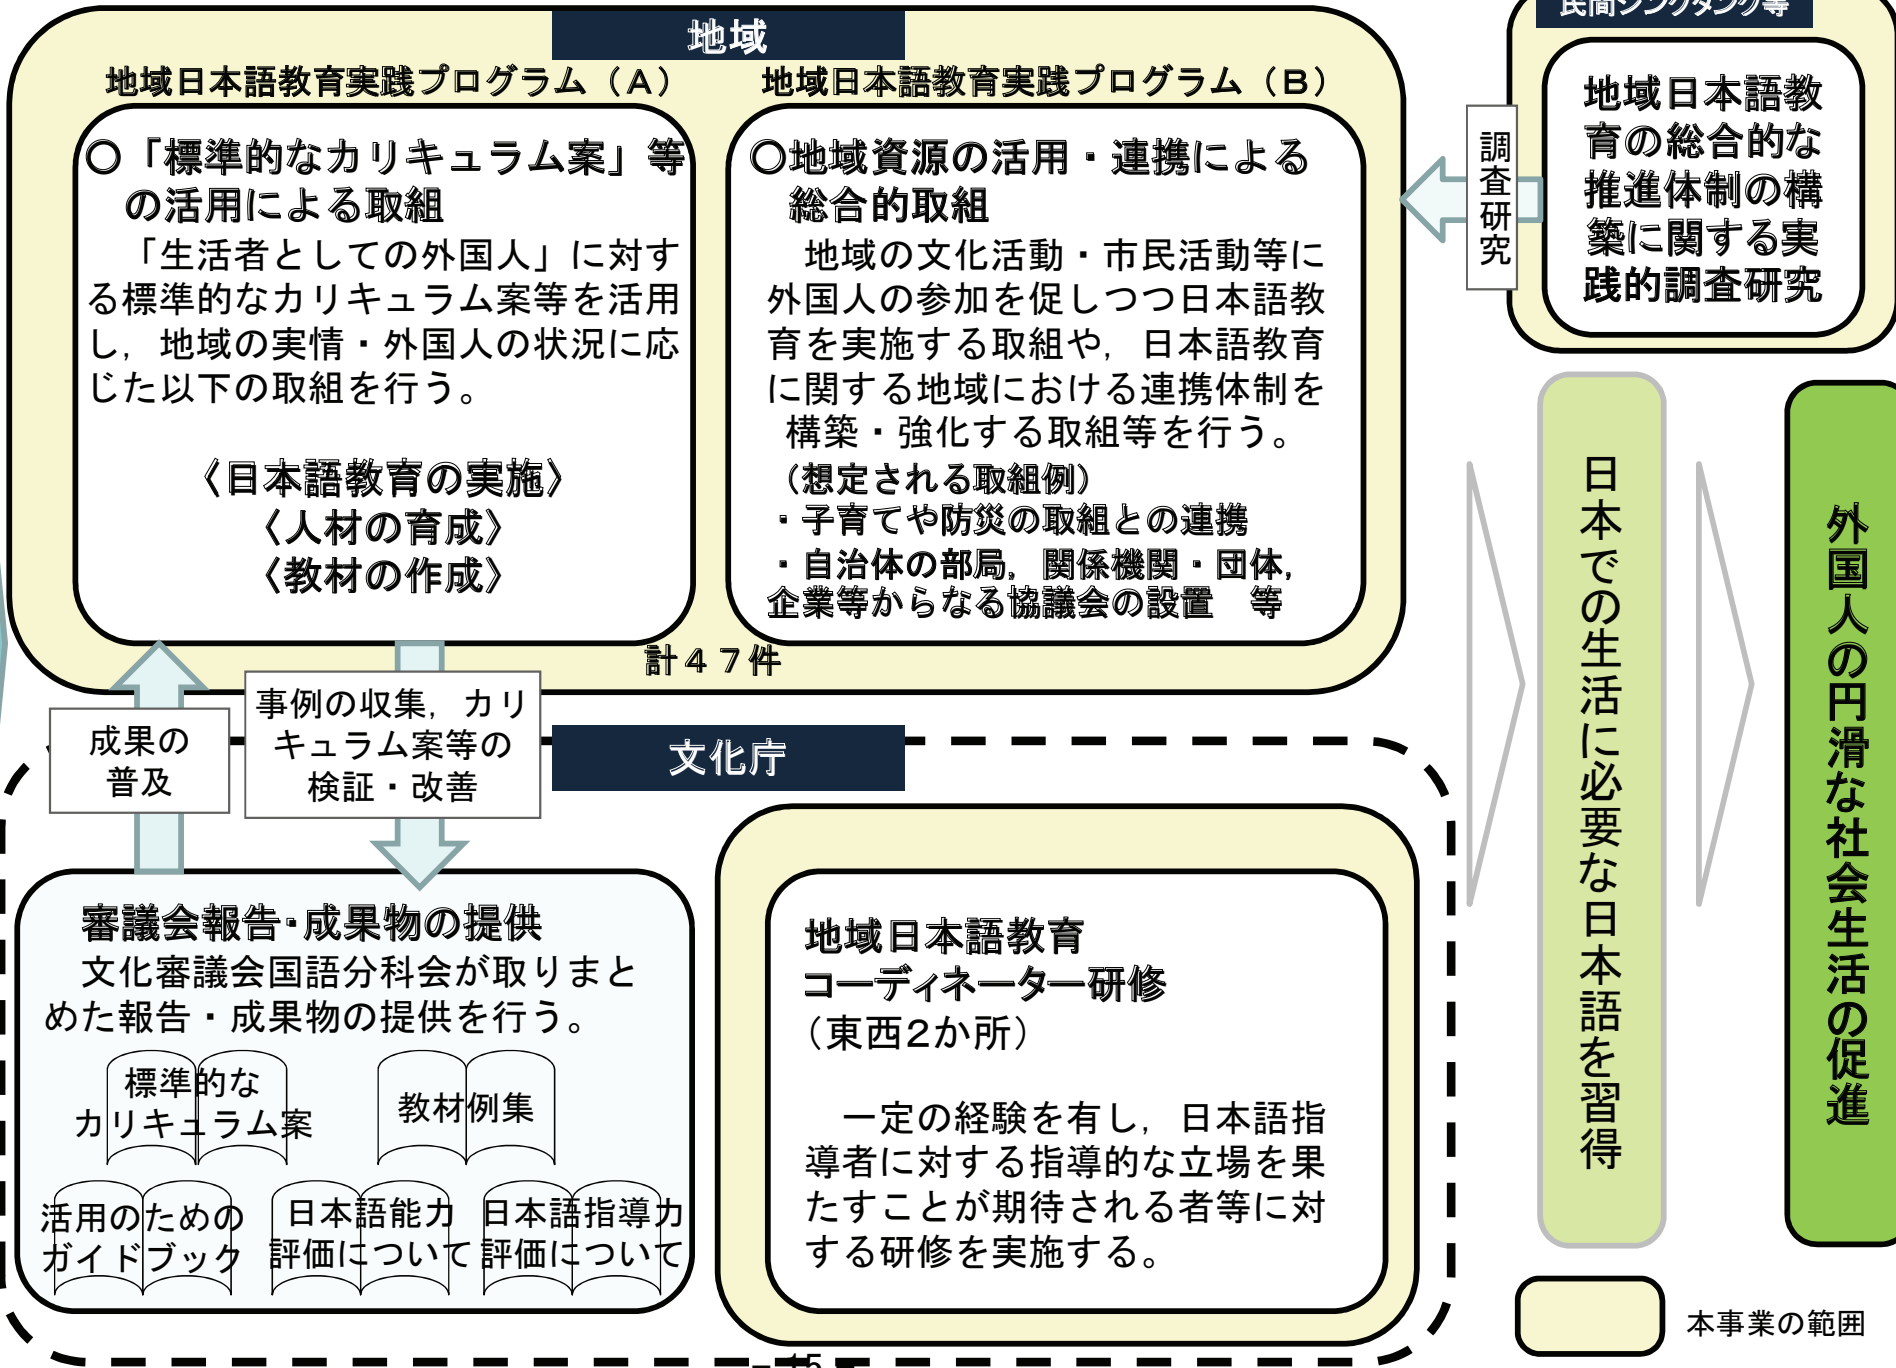 地域
地域日本語教育実践プログラム（Ａ）
○「標準的なカリキュラム案」等
の活用による取組
「生活者としての外国人」に対す
る標準的なカリキュラム案等を活用
し，地域の実情・外国人の状況に応
じた以下の取組を行う。
〈日本語教育の実施〉
〈人材の育成〉
〈教材の作成〉
地域日本語教育実践プログラム（Ｂ）
○地域資源の活用・連携による
総合的取組
地域の文化活動・市民活動等に
外国人の参加を促しつつ日本語教
育を実施する取組や，日本語教育
に関する地域における連携体制を
構築・強化する取組等を行う。
（想定される取組例）
・子育てや防災の取組との連携
・自治体の部局，関係機関・団体，
企業等からなる協議会の設置　等
計４７件
民間シンクタンク等
地域日本語教
育の総合的な
推進体制の構
築に関する実
践的調査研究
調査研究
成果の
普及
事例の収集，カリ
キュラム案等の
検証・改善
文化庁
審議会報告・成果物の提供
文化審議会国語分科会が取りまと
めた報告・成果物の提供を行う。
標準的な
カリキュラム案
教材例集
活用のための
ガイドブック
日本語能力
評価について
日本語指導力
評価について
地域日本語教育
コーディネーター研修
（東西２か所）
一定の経験を有し，日本語指
導者に対する指導的な立場を果
たすことが期待される者等に対
する研修を実施する。
日本での生活に必要な日本語を習得
外国人の円滑な社会生活の促進
本事業の範囲
- 15 -